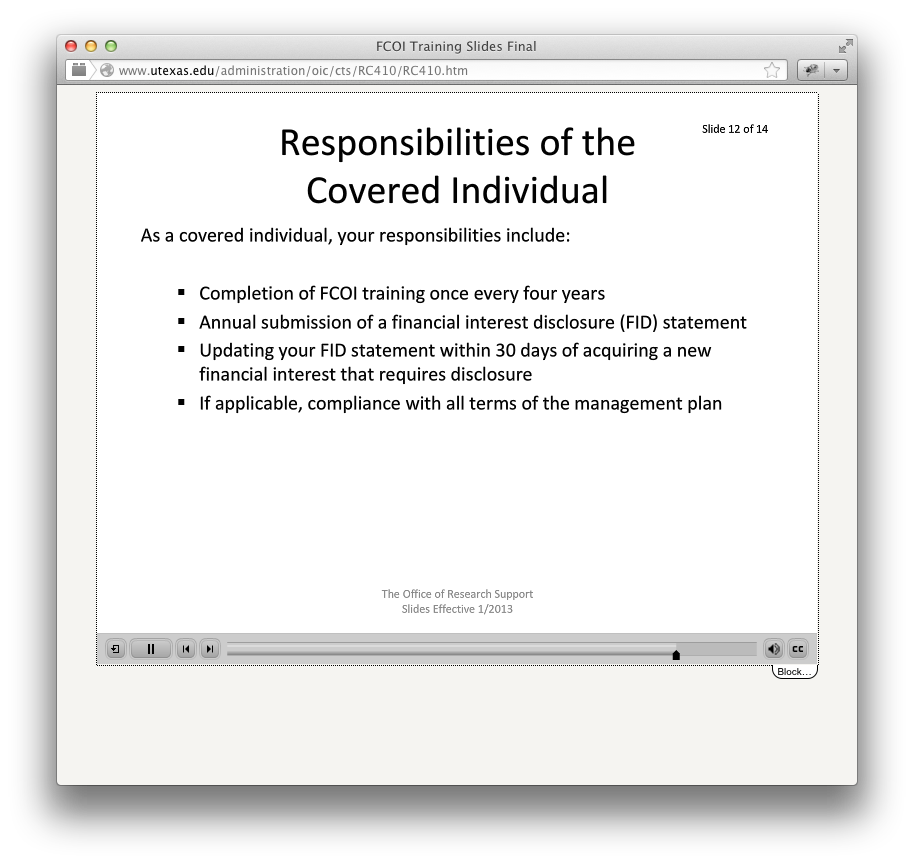 FCOI Training Slides Final
www.utexas.edu/administration/oic/cts/RC410/RC410.htm
Slide 12 of 14
Responsibilities of the
Covered Individual
As a covered individual, your responsibilities include:
▪ Completion of FCOI training once every four years
▪ Annual submission of a financial interest disclosure (FID) statement
▪ Updating your FID statement within 30 days of acquiring a new
financial interest that requires disclosure
▪ If applicable, compliance with all terms of the management plan
The Office of Research Support
Slides Effective 1/2013
CC
Block...